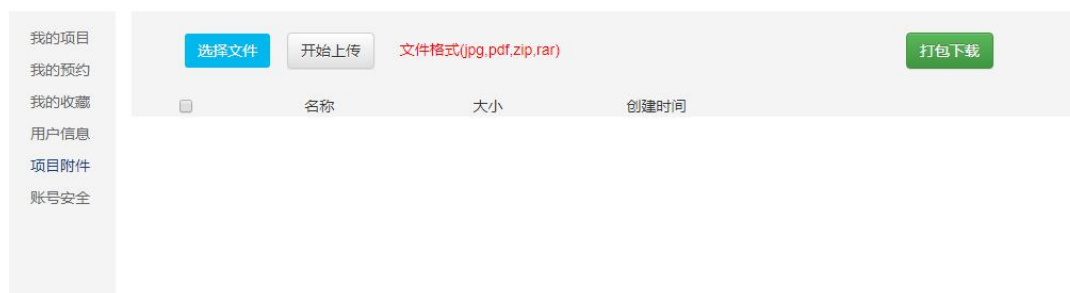 我的项目
我的预约
我的收藏
用户信息
项目附件
账号安全
选择文件 开始上传 文件格式(jpg,pdf,zip,rar) 打包下载
名称 大小 创建时间